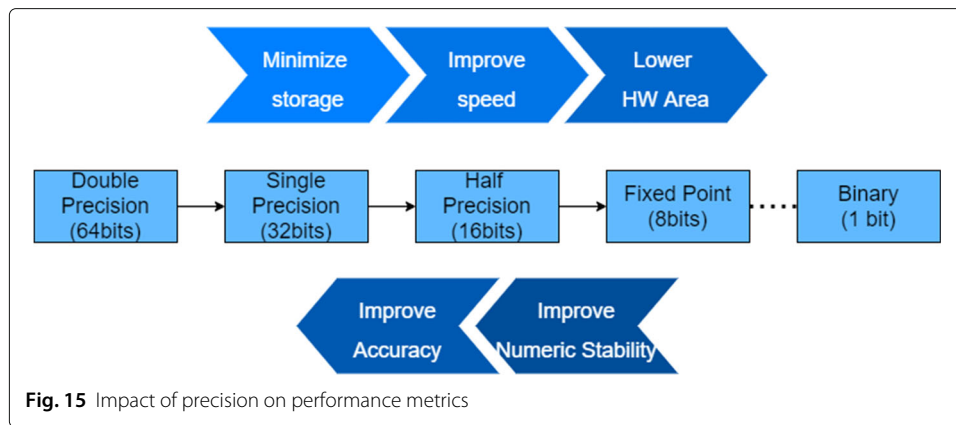 Minimize
storage
Improve
speed
Lower
HW Area
Double
Precision
(64bits)
Single
Precision
(32bits)
Half
Precision
(16bits)
Fixed Point
(8bits)
Binary
(1 bit)
Improve
Accuracy
Improve
Numeric Stability
Fig. 15 Impact of precision on performance metrics